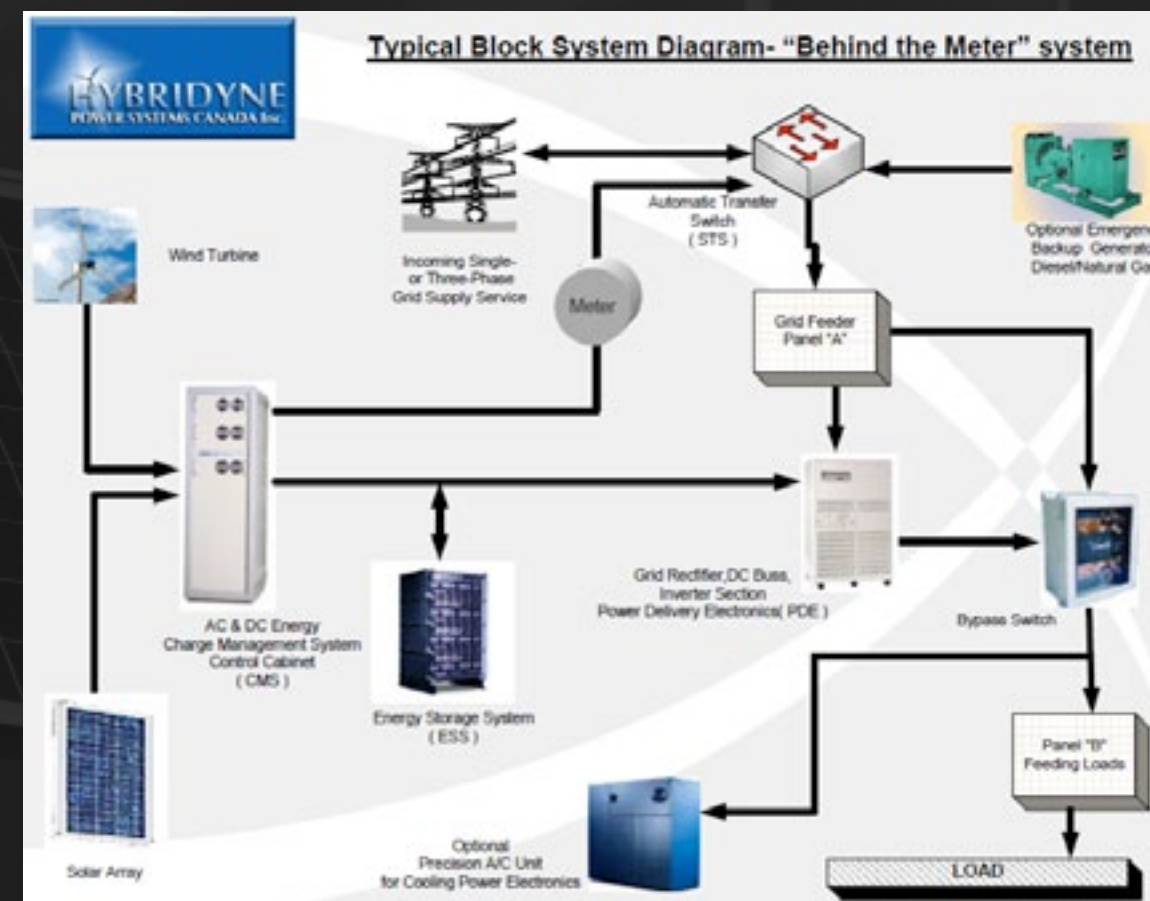 HYBRIDYNE
POWER SYSTEMS CANADA Inc.
Typical Block System Diagram- "Behind the Meter" system
Wind Turbine
Incoming Single-
or Three-Phase
Grid Supply Service
Automatic Transfer
Switch
( STS )
Optional Emergenc
Backup Generato
Diesel/Natural Ga
Meter
Grid Feeder
Panel "A"
AC & DC Energy
Charge Management System
Control Cabinet
( CMS )
Grid Rectifier,DC Buss,
Inverter Section
Power Delivery Electronics( PDE )
Bypass Switch
Energy Storage System
( ESS )
Panel "B"
Feeding Loads
Solar Array
Optional
Precision A/C Unit
for Cooling Power Electronics
LOAD